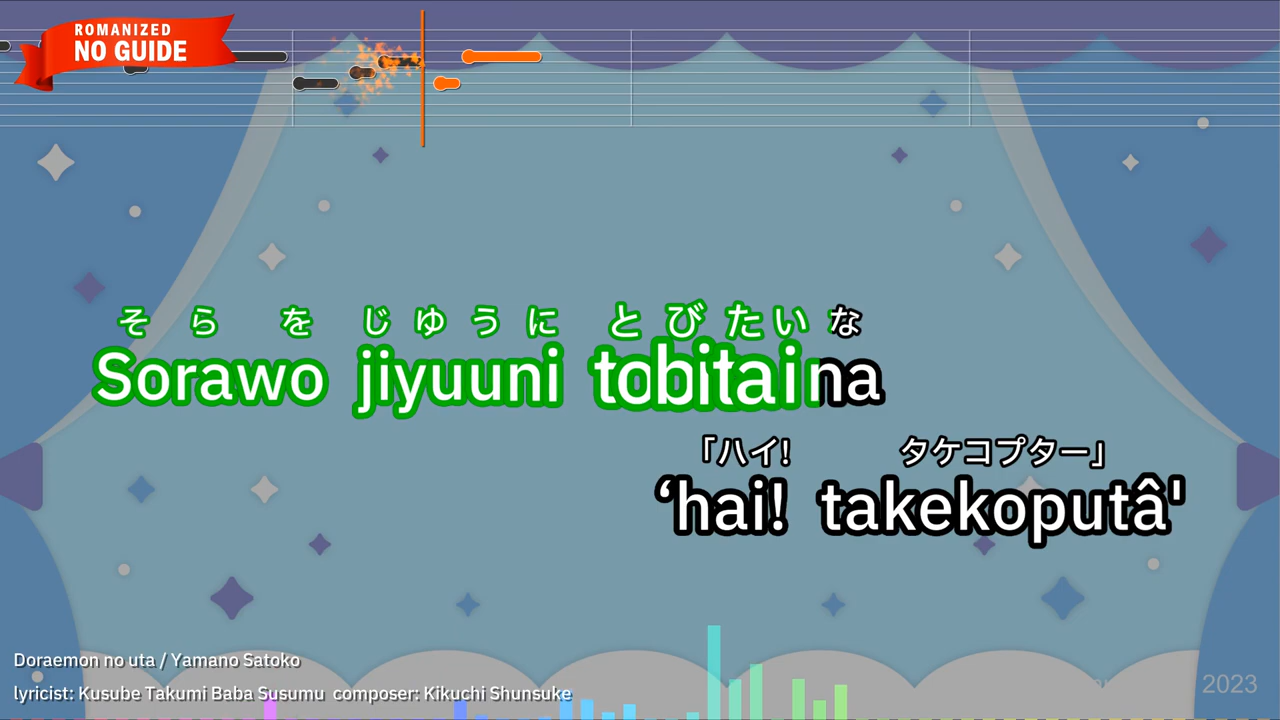 ROMANIZED
NO GUIDE
そらを じゆうに とびたいな
Sorawo jiyuuni tobitaina
「ハイ! タケコプター」
‘hai! takekoputâ'
Doraemon no uta / Yamano Satoko
lyricist: Kusube Takumi Baba Susumu composer: Kikuchi Shunsuke
2023